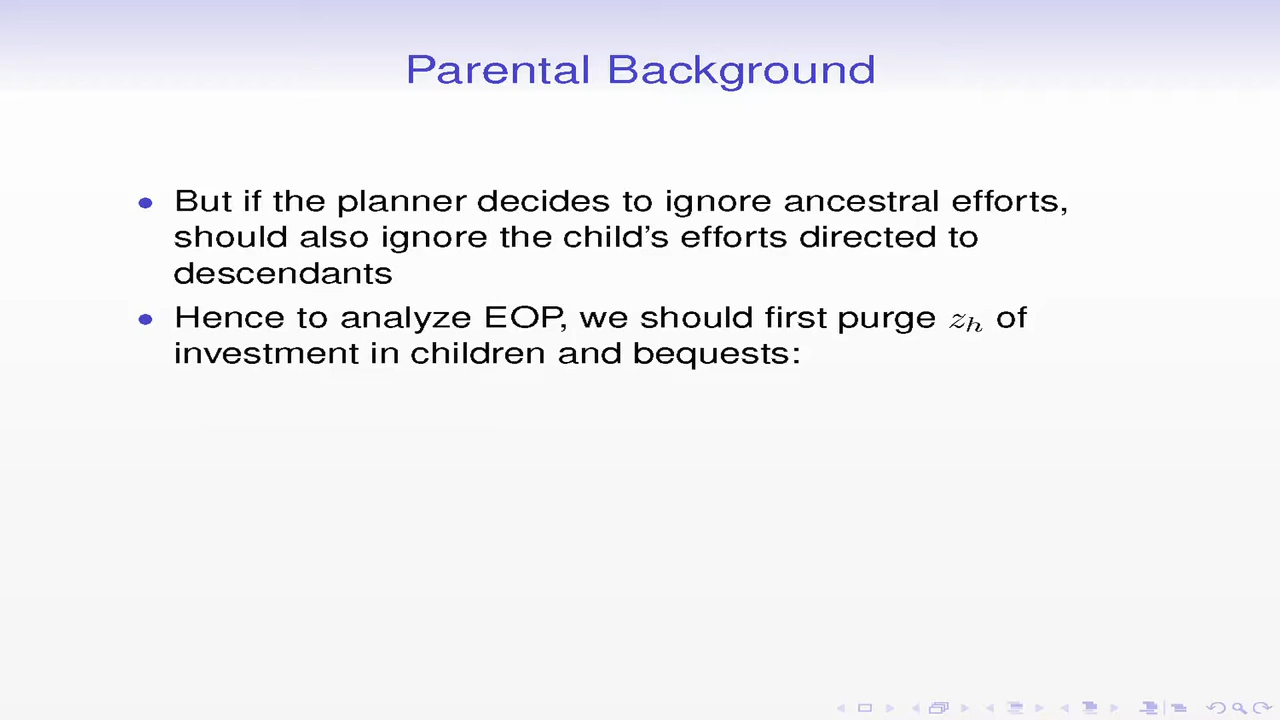 Parental Background
• But if the planner decides to ignore ancestral efforts,
should also ignore the child's efforts directed to
descendants
• Hence to analyze EOP, we should first purge z_h of
investment in children and bequests: